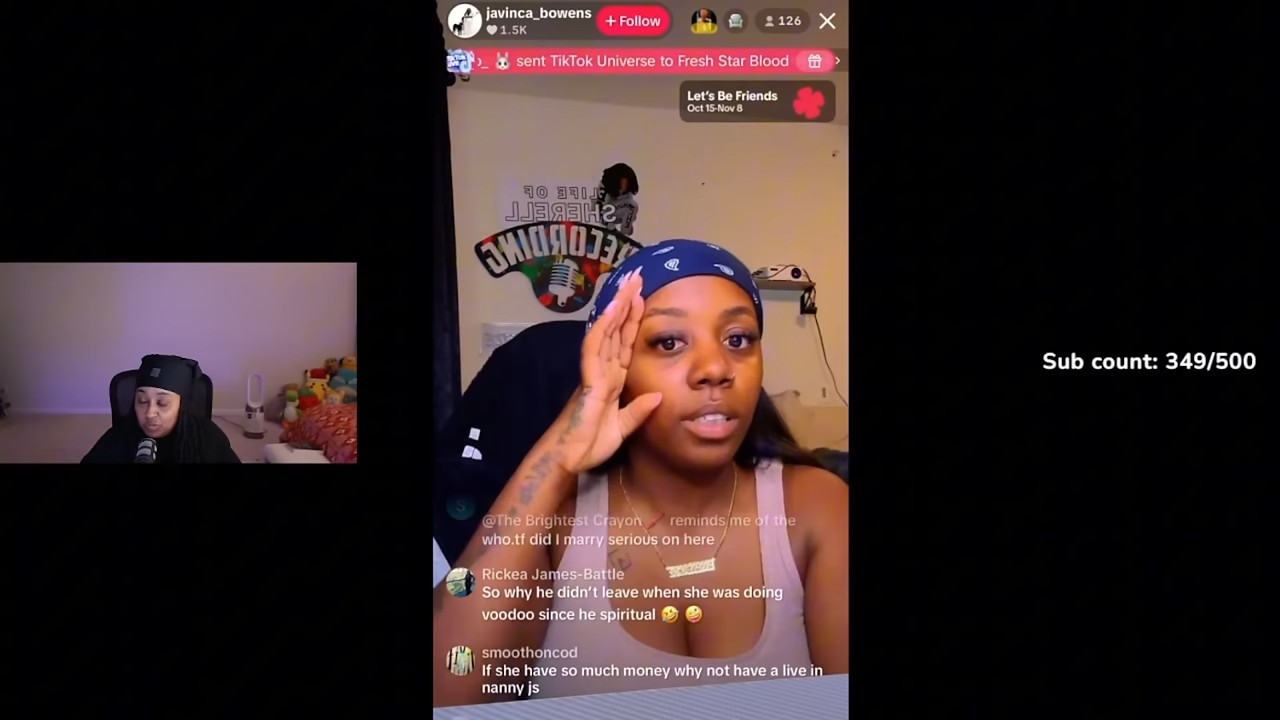 javinca_bowens
+ Follow
1.5K
126
sent TikTok Universe to Fresh Star Blood
Let's Be Friends
Oct 15-Nov 8
LIFE OF
SHERELL
RECORDING
Sub count: 349/500
S
@The Brightest Crayon reminds me of the
who.tf did I marry serious on here
Rickea James-Battle
So why he didn't leave when she was doing
voodoo since he spiritual 🤣 🤪
smoothoncod
If she have so much money why not have a live in
nanny js